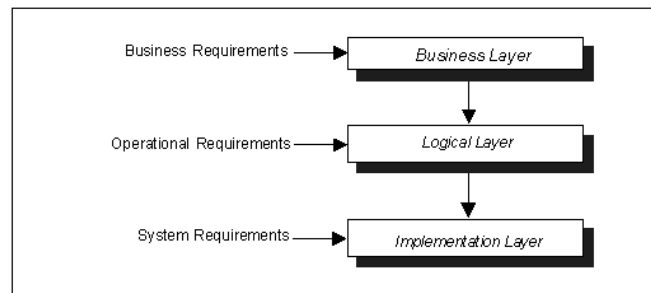 Business Requirements
Business Layer
Operational Requirements
Logical Layer
System Requirements
Implementation Layer